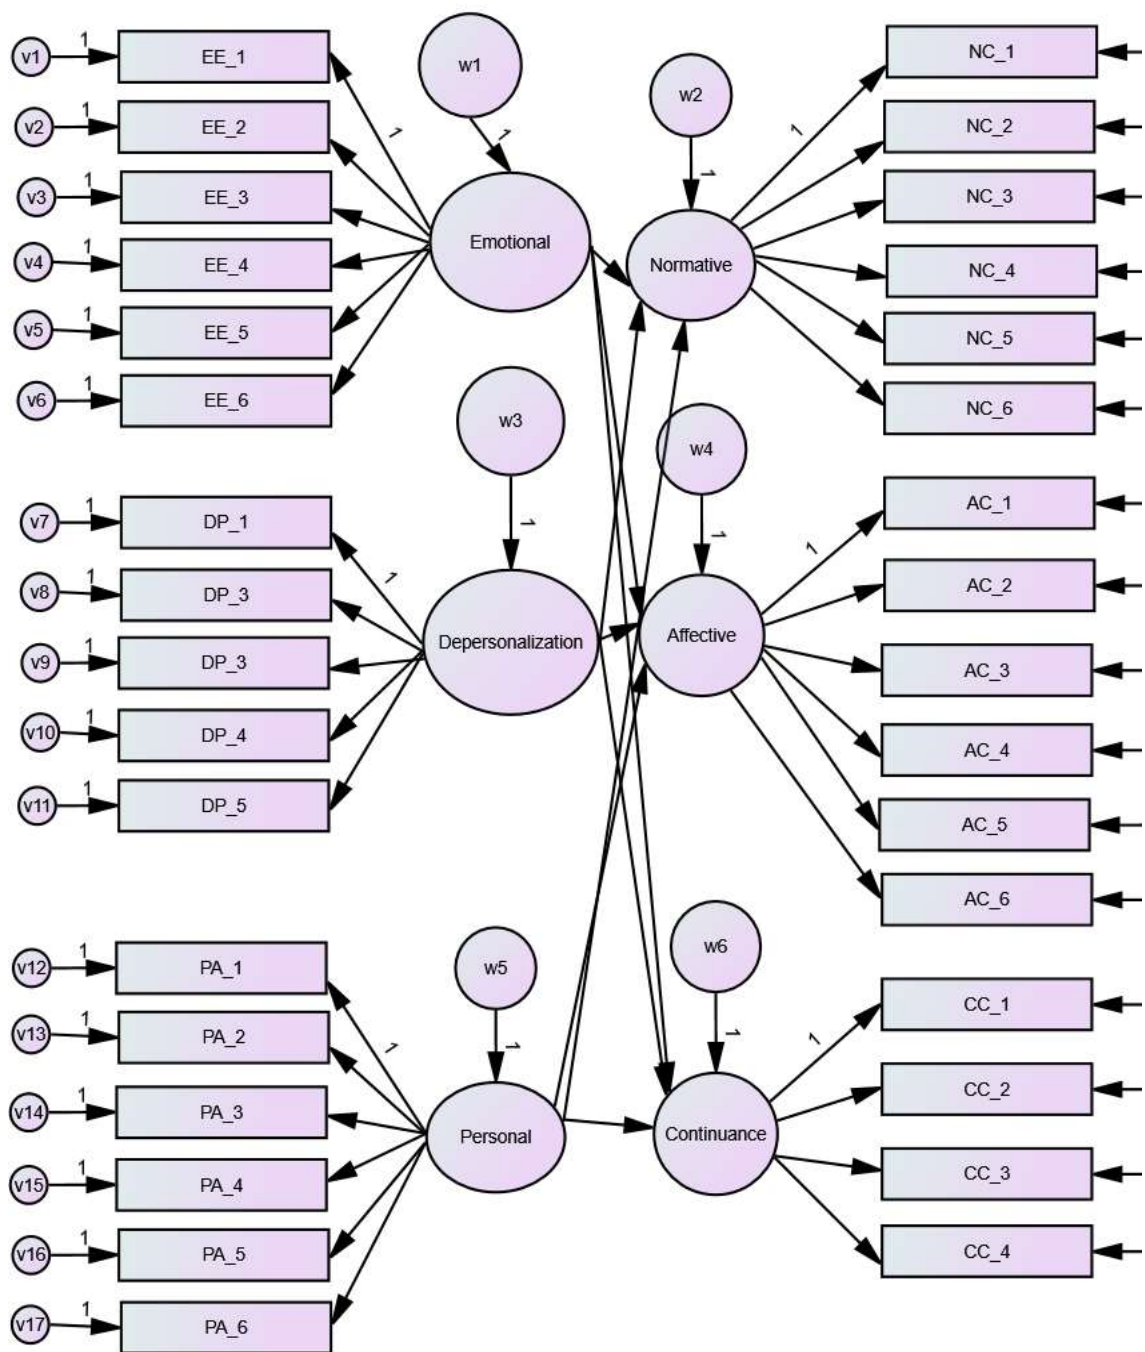 v1
1
EE_1
v2
1
EE_2
v3
1
EE_3
v4
1
EE_4
v5
1
EE_5
v6
1
EE_6
1
w1
1
Emotional
w2
1
Normative
1
NC_1
NC_2
NC_3
NC_4
NC_5
NC_6
v7
1
DP_1
v8
1
DP_3
v9
1
DP_3
v10
1
DP_4
v11
1
DP_5
1
w3
1
Depersonalization
w4
1
Affective
1
AC_1
AC_2
AC_3
AC_4
AC_5
AC_6
v12
1
PA_1
v13
1
PA_2
v14
1
PA_3
v15
1
PA_4
v16
1
PA_5
v17
1
PA_6
1
w5
1
Personal
w6
1
Continuance
1
CC_1
CC_2
CC_3
CC_4